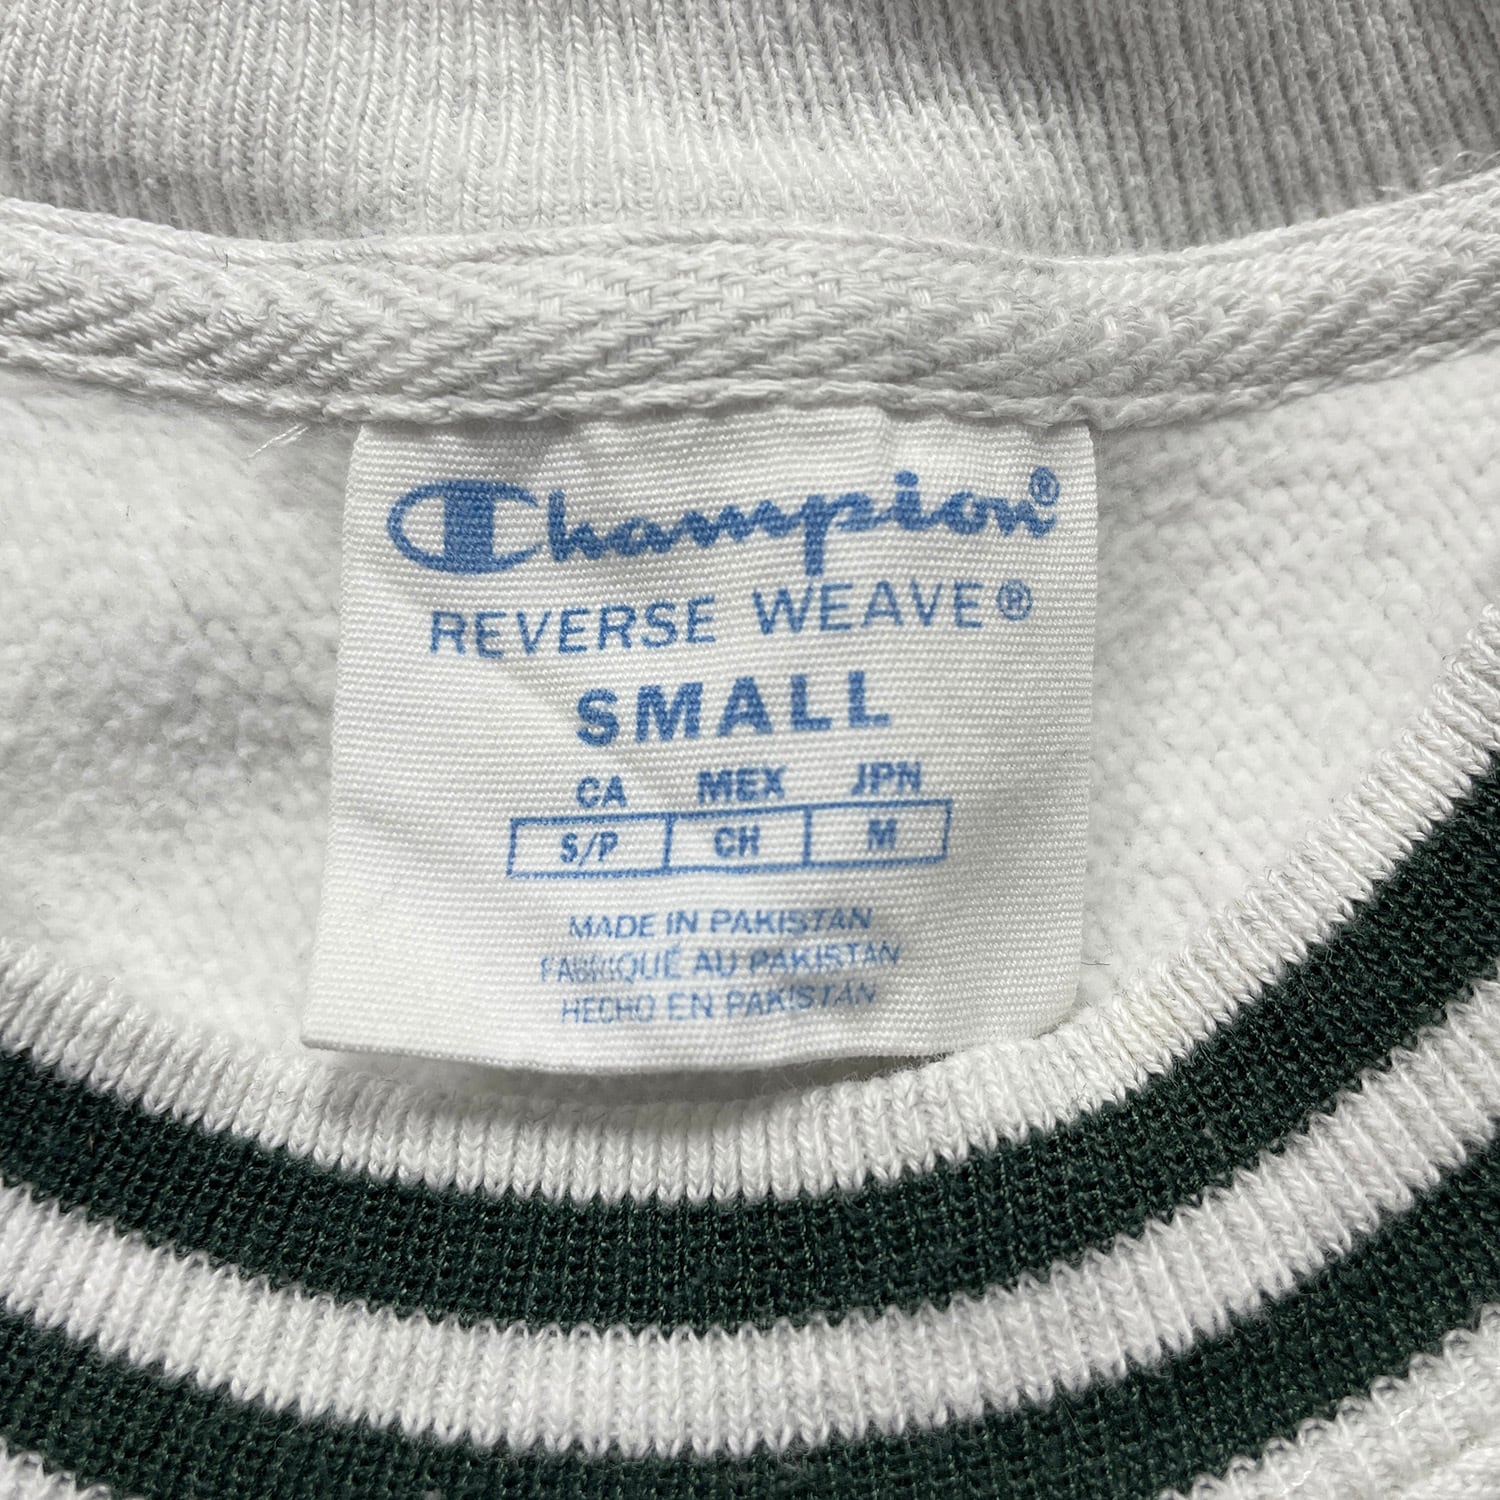 Champion®
REVERSE WEAVE®
SMALL
CA MEX JPN
S/P CH M
MADE IN PAKISTAN
FABRIQUÉ AU PAKISTAN
HECHO EN PAKISTAN